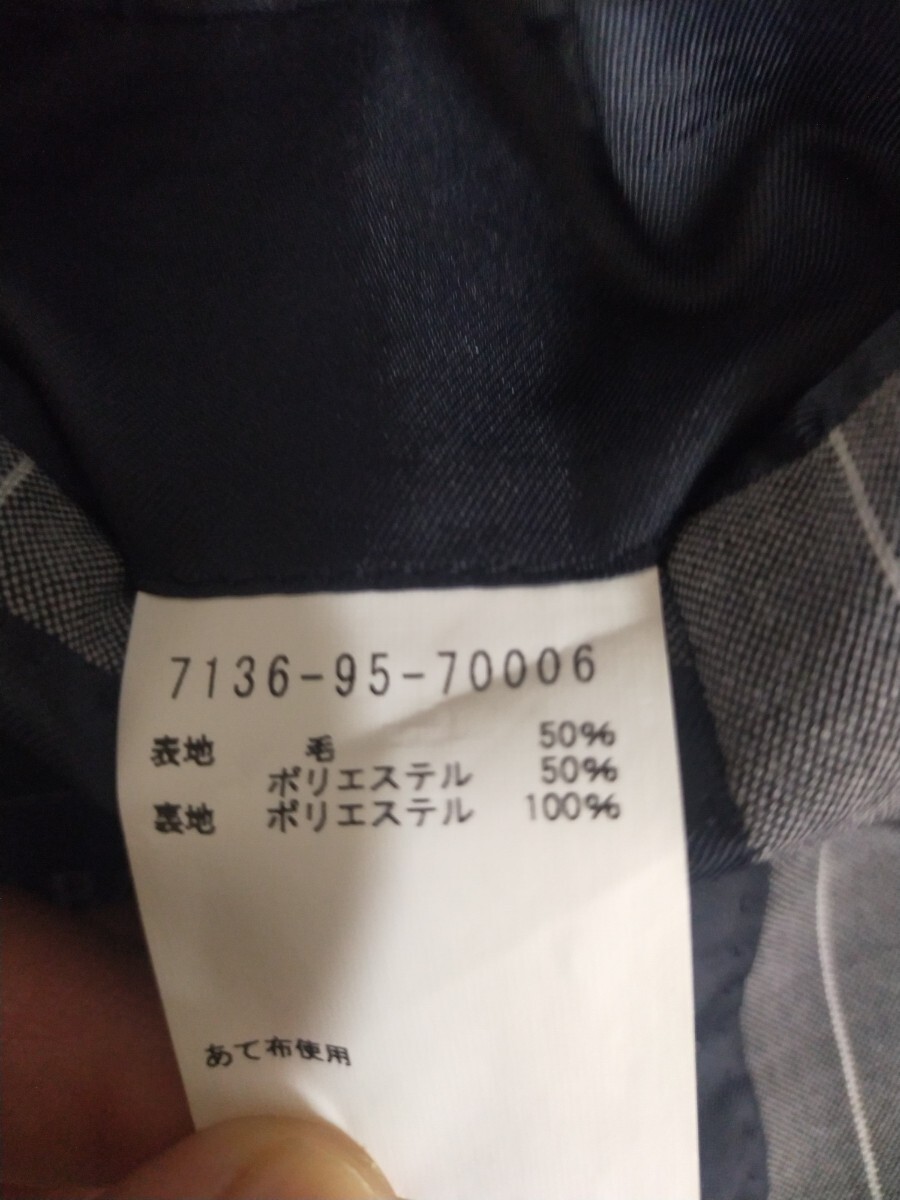 7136-95-70006
表地 毛 50%
ポリエステル 50%
裏地 ポリエステル 100%
あて布使用